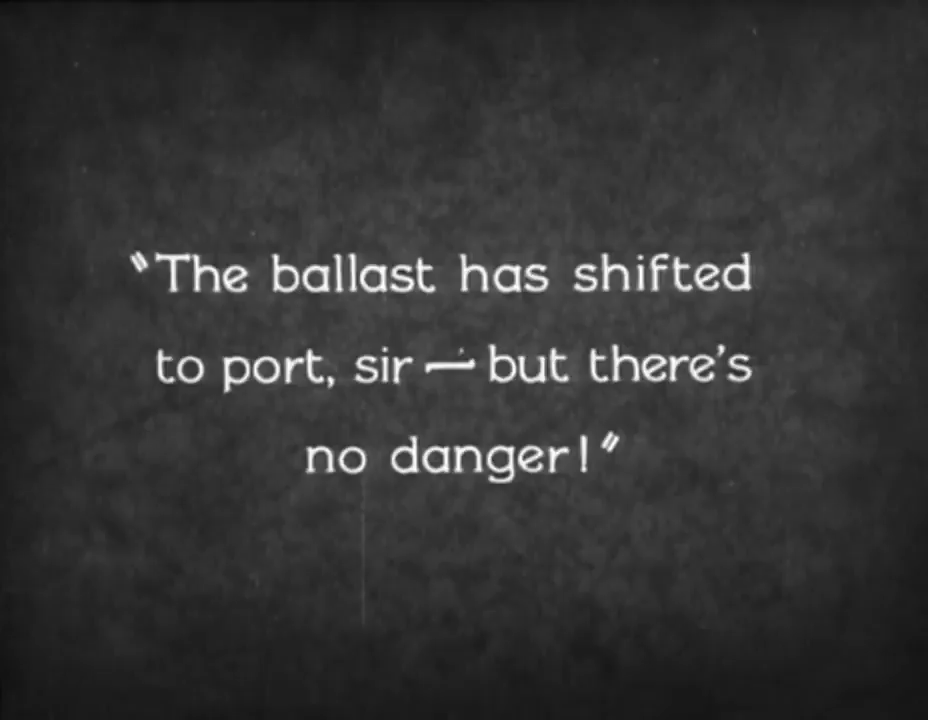 "The ballast has shifted
to port, sir — but there's
no danger!"